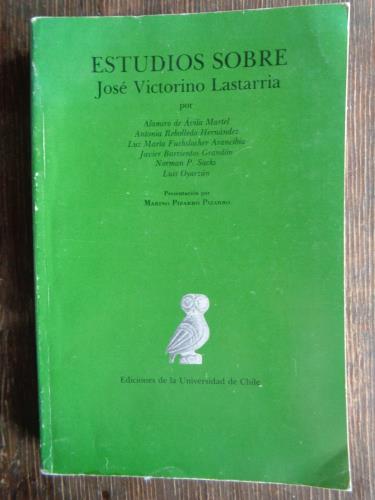 ESTUDIOS SOBRE
José Victorino Lastarria
por
Alamiro de Ávila Martel
Antonia Rebolledo Hernández
Luz María Fuchslocher Arancibia
Javier Barrientos Grandón
Norman P. Sacks
Luis Oyarzún
Presentación por
Marino Pizarro Pizarro
Ediciones de la Universidad de Chile